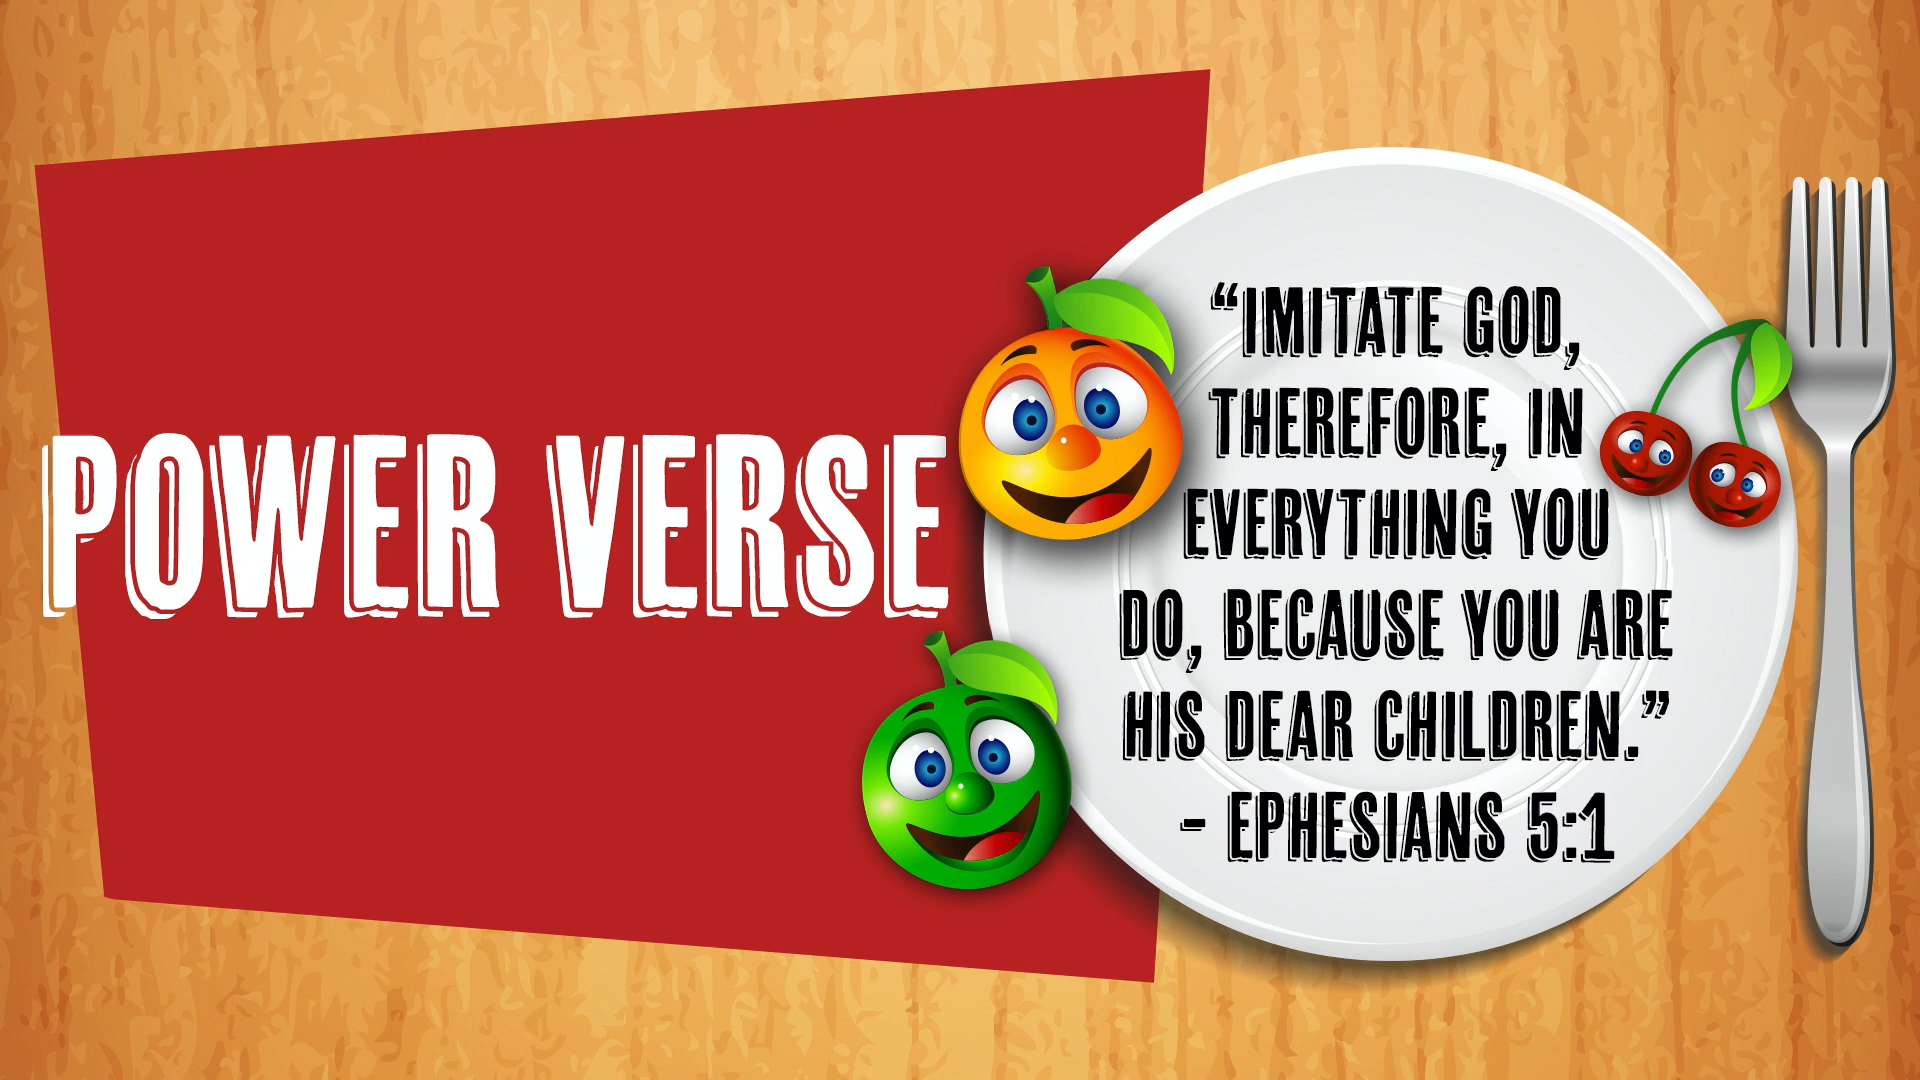 POWER VERSE
“IMITATE GOD,
THEREFORE, IN
EVERYTHING YOU
DO, BECAUSE YOU ARE
HIS DEAR CHILDREN.”
- EPHESIANS 5:1